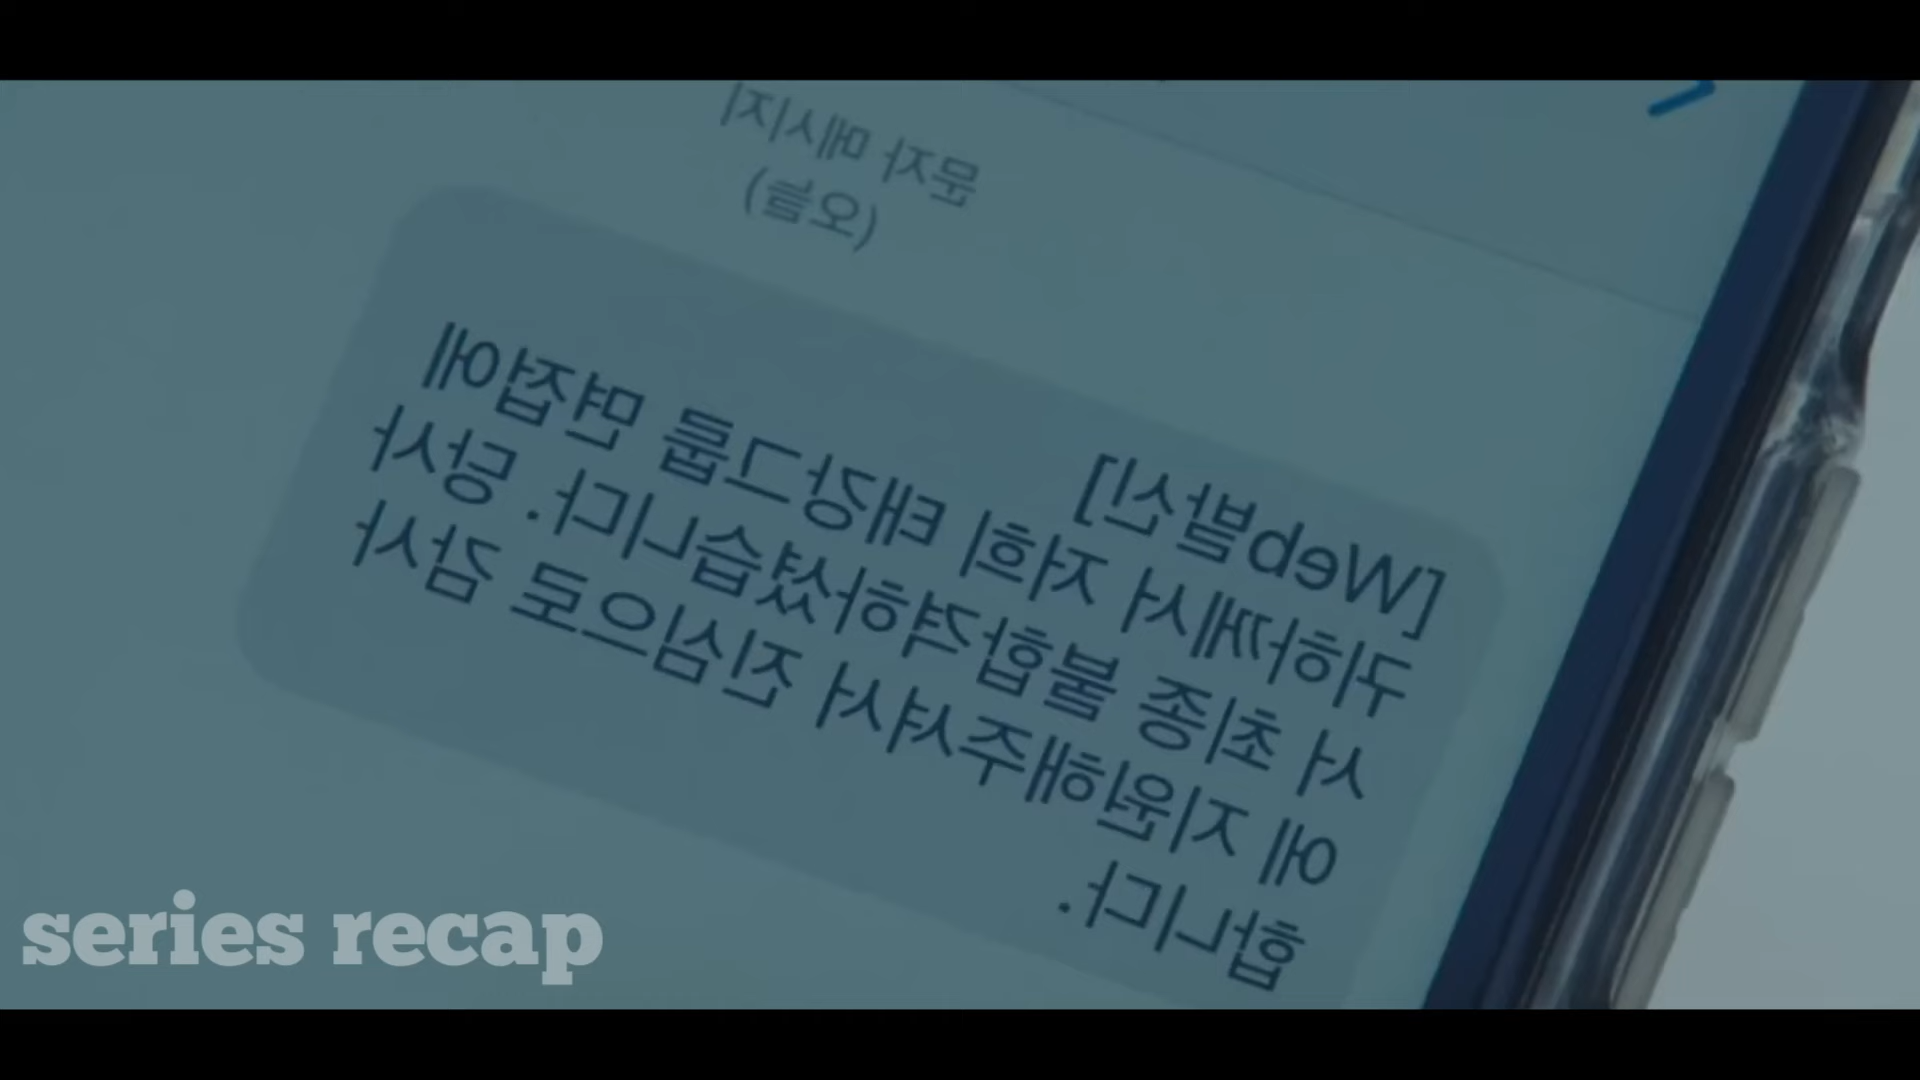 문자 메시지
(오늘)
[Web발신]
귀하께서 저희 태강그룹 면접에
서 최종 불합격하셨습니다. 당사
에 지원해주셔서 진심으로 감사
합니다.
series recap